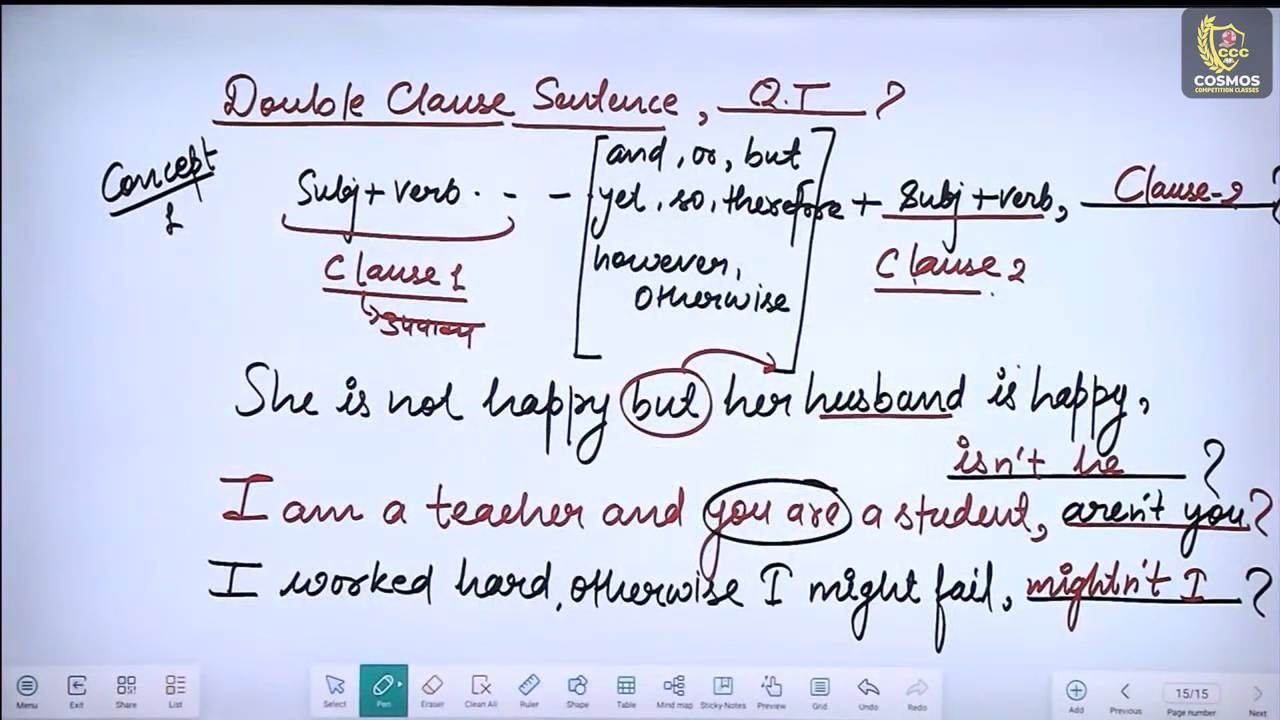 CCC
COSMOS
COMPETITION CLASSES
Double Clause Sentence, Q.T ?
Concept 1
Subj + verb. - - [and, or, but
yet, so, therefore
however,
otherwise] + Subj + verb, Clause-2 ?
Clause 1
Clause 2
उपवाक्य
She is not happy but her husband is happy,
isn't he ?
I am a teacher and you are a student, aren't you?
I worked hard, otherwise I might fail, mightn't I ?
Menu Exit Share List Select Pen Eraser Clean All Ruler Shape Table Mind map Sticky-Notes Preview Grid Undo Redo Add Previous 15/15 Page number Next